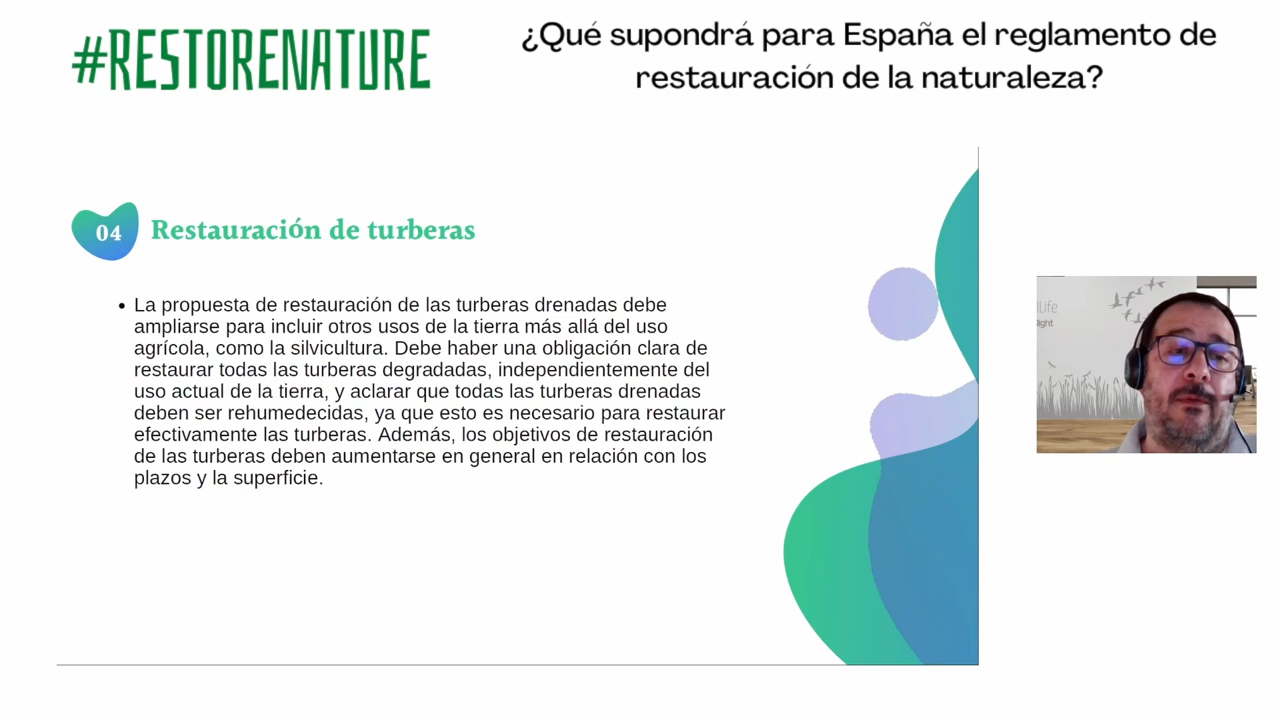 #RESTORENATURE
¿Qué supondrá para España el reglamento de
restauración de la naturaleza?
04
Restauración de turberas
• La propuesta de restauración de las turberas drenadas debe
ampliarse para incluir otros usos de la tierra más allá del uso
agrícola, como la silvicultura. Debe haber una obligación clara de
restaurar todas las turberas degradadas, independientemente del
uso actual de la tierra, y aclarar que todas las turberas drenadas
deben ser rehumedecidas, ya que esto es necesario para restaurar
efectivamente las turberas. Además, los objetivos de restauración
de las turberas deben aumentarse en general en relación con los
plazos y la superficie.